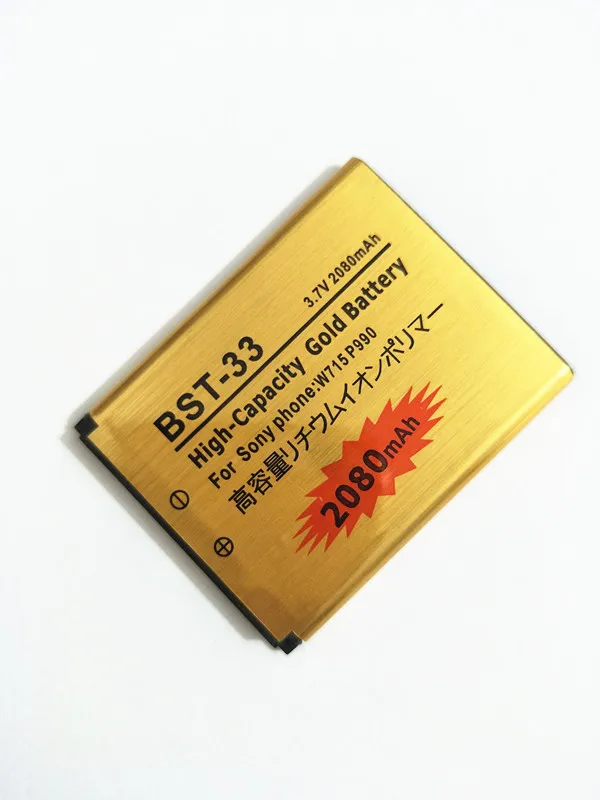 3.7V 2080mAh
BST-33
High-Capacity Gold Battery
For Sony phone:W715 P990
高容量リチウムイオンポリマー
2080mAh
⊖
⊕